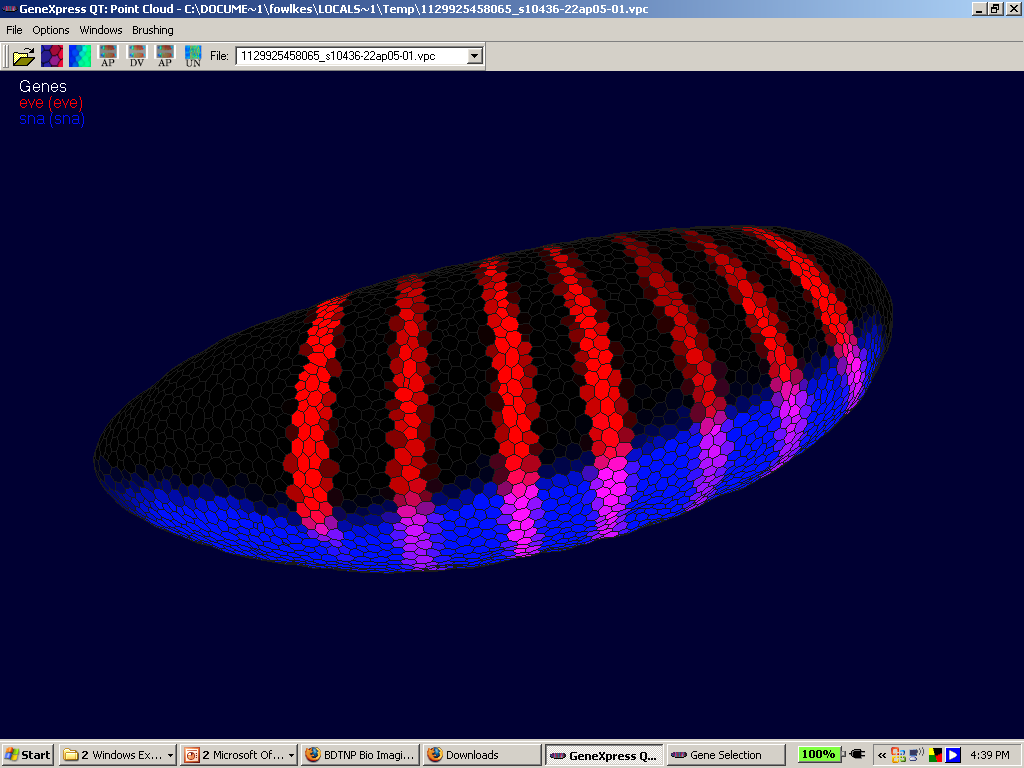 GeneXpress QT: Point Cloud - C:\DOCUME~1\fowlkes\LOCALS~1\Temp\1129925458065_s10436-22ap05-01.vpc
File Options Windows Brushing
AP DV AP UN File: 1129925458065_s10436-22ap05-01.vpc
Genes
eve (eve)
sna (sna)
Start 2 Windows Ex... 2 Microsoft Of... BDTNP Bio Imagi... Downloads GeneXpress Q... Gene Selection 100% « 4:39 PM